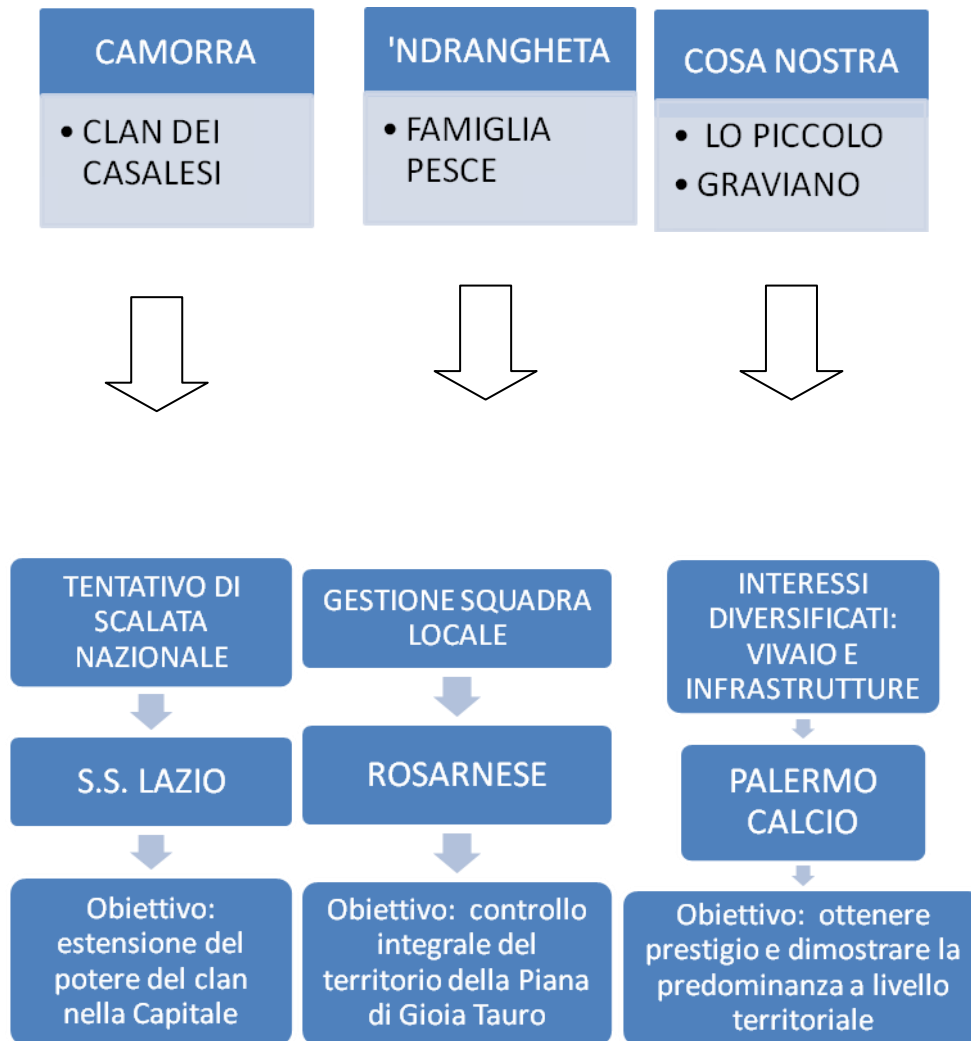 CAMORRA
• CLAN DEI
CASALESI
'NDRANGHETA
• FAMIGLIA
PESCE
COSA NOSTRA
• LO PICCOLO
• GRAVIANO
TENTATIVO DI
SCALATA
NAZIONALE
S.S. LAZIO
Obiettivo:
estensione del
potere del clan
nella Capitale
GESTIONE SQUADRA
LOCALE
ROSARNESE
Obiettivo: controllo
integrale del
territorio della Piana
di Gioia Tauro
INTERESSI
DIVERSIFICATI:
VIVAIO E
INFRASTRUTTURE
PALERMO
CALCIO
Obiettivo: ottenere
prestigio e dimostrare la
predominanza a livello
territoriale